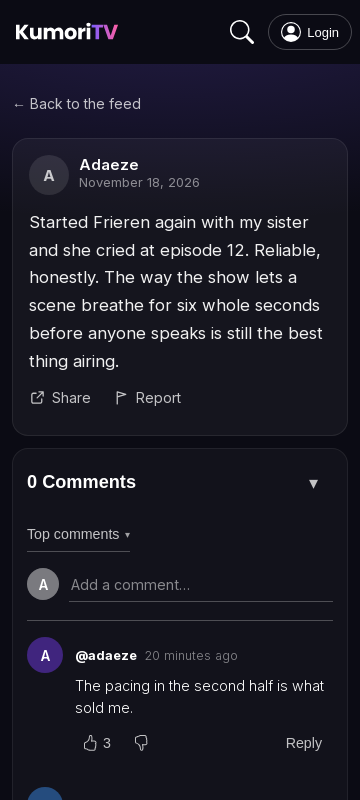 KumoriTV
Login
← Back to the feed
A
Adaeze
November 18, 2026
Started Frieren again with my sister
and she cried at episode 12. Reliable,
honestly. The way the show lets a
scene breathe for six whole seconds
before anyone speaks is still the best
thing airing.
Share
Report
0 Comments
▼
Top comments ▾
A
Add a comment...
A
@adaeze 20 minutes ago
The pacing in the second half is what
sold me.
3
Reply